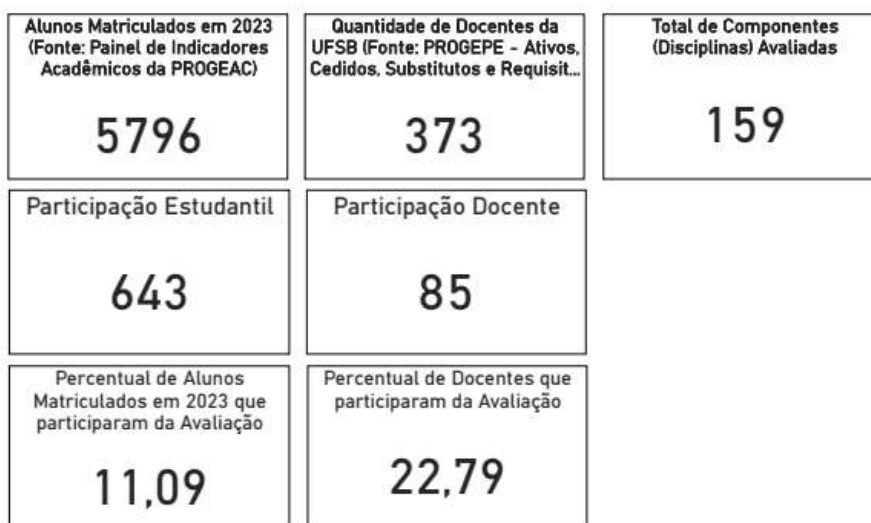 Alunos Matriculados em 2023
(Fonte: Painel de Indicadores
Acadêmicos da PROGEAC)
5796
Quantidade de Docentes da
UFSB (Fonte: PROGEPE - Ativos,
Cedidos, Substitutos e Requisit...
373
Total de Componentes
(Disciplinas) Avaliadas
159
Participação Estudantil
643
Participação Docente
85
Percentual de Alunos
Matriculados em 2023 que
participaram da Avaliação
11,09
Percentual de Docentes que
participaram da Avaliação
22,79